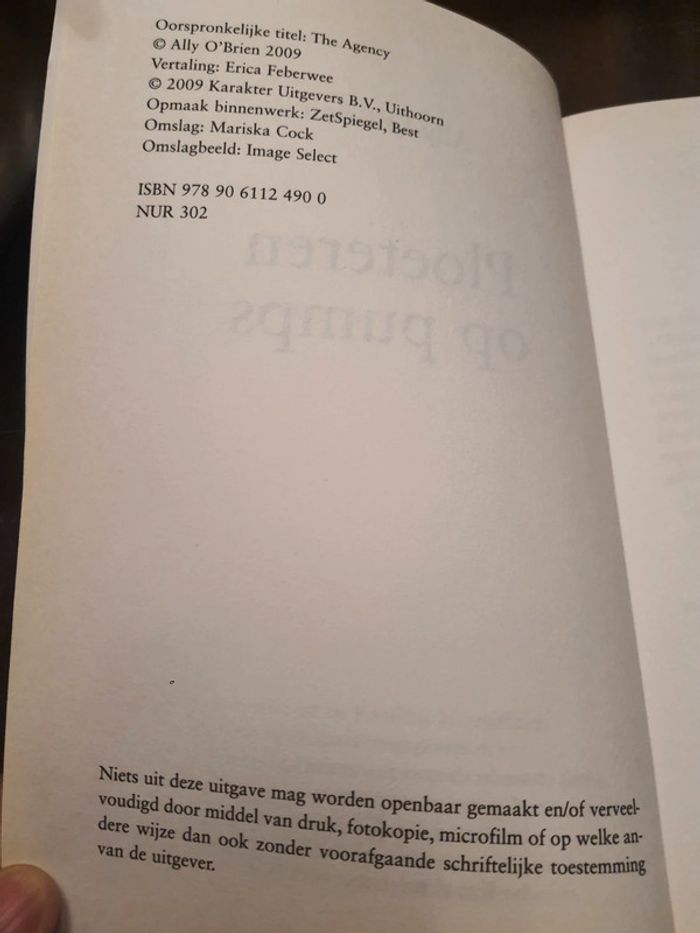 Oorspronkelijke titel: The Agency
© Ally O'Brien 2009
Vertaling: Erica Feberwee
© 2009 Karakter Uitgevers B.V., Uithoorn
Opmaak binnenwerk: ZetSpiegel, Best
Omslag: Mariska Cock
Omslagbeeld: Image Select
ISBN 978 90 6112 490 0
NUR 302
Ploeteren
op pumps
Niets uit deze uitgave mag worden openbaar gemaakt en/of verveel-
voudigd door middel van druk, fotokopie, microfilm of op welke an-
dere wijze dan ook zonder voorafgaande schriftelijke toestemming
van de uitgever.